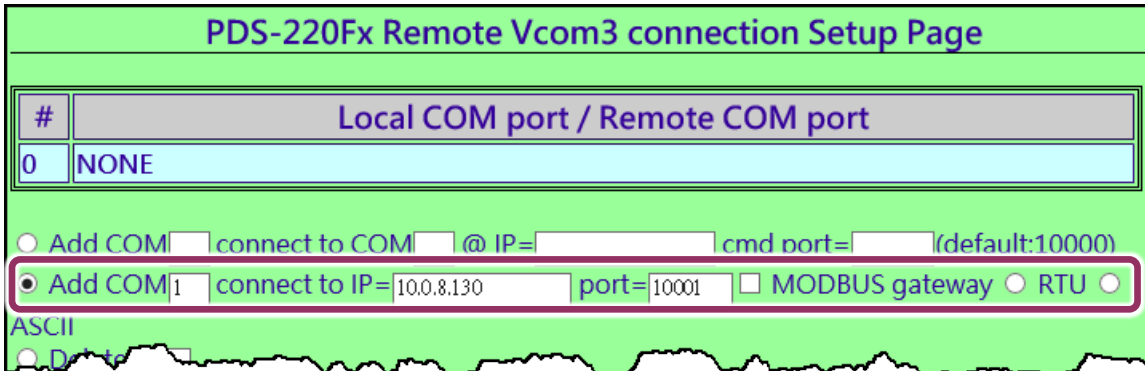 PDS-220Fx Remote Vcom3 connection Setup Page
# Local COM port / Remote COM port
0 NONE
Add COM connect to COM @ IP= cmd port= (default:10000)
Add COM 1 connect to IP= 10.0.8.130 port= 10001 MODBUS gateway RTU
ASCII